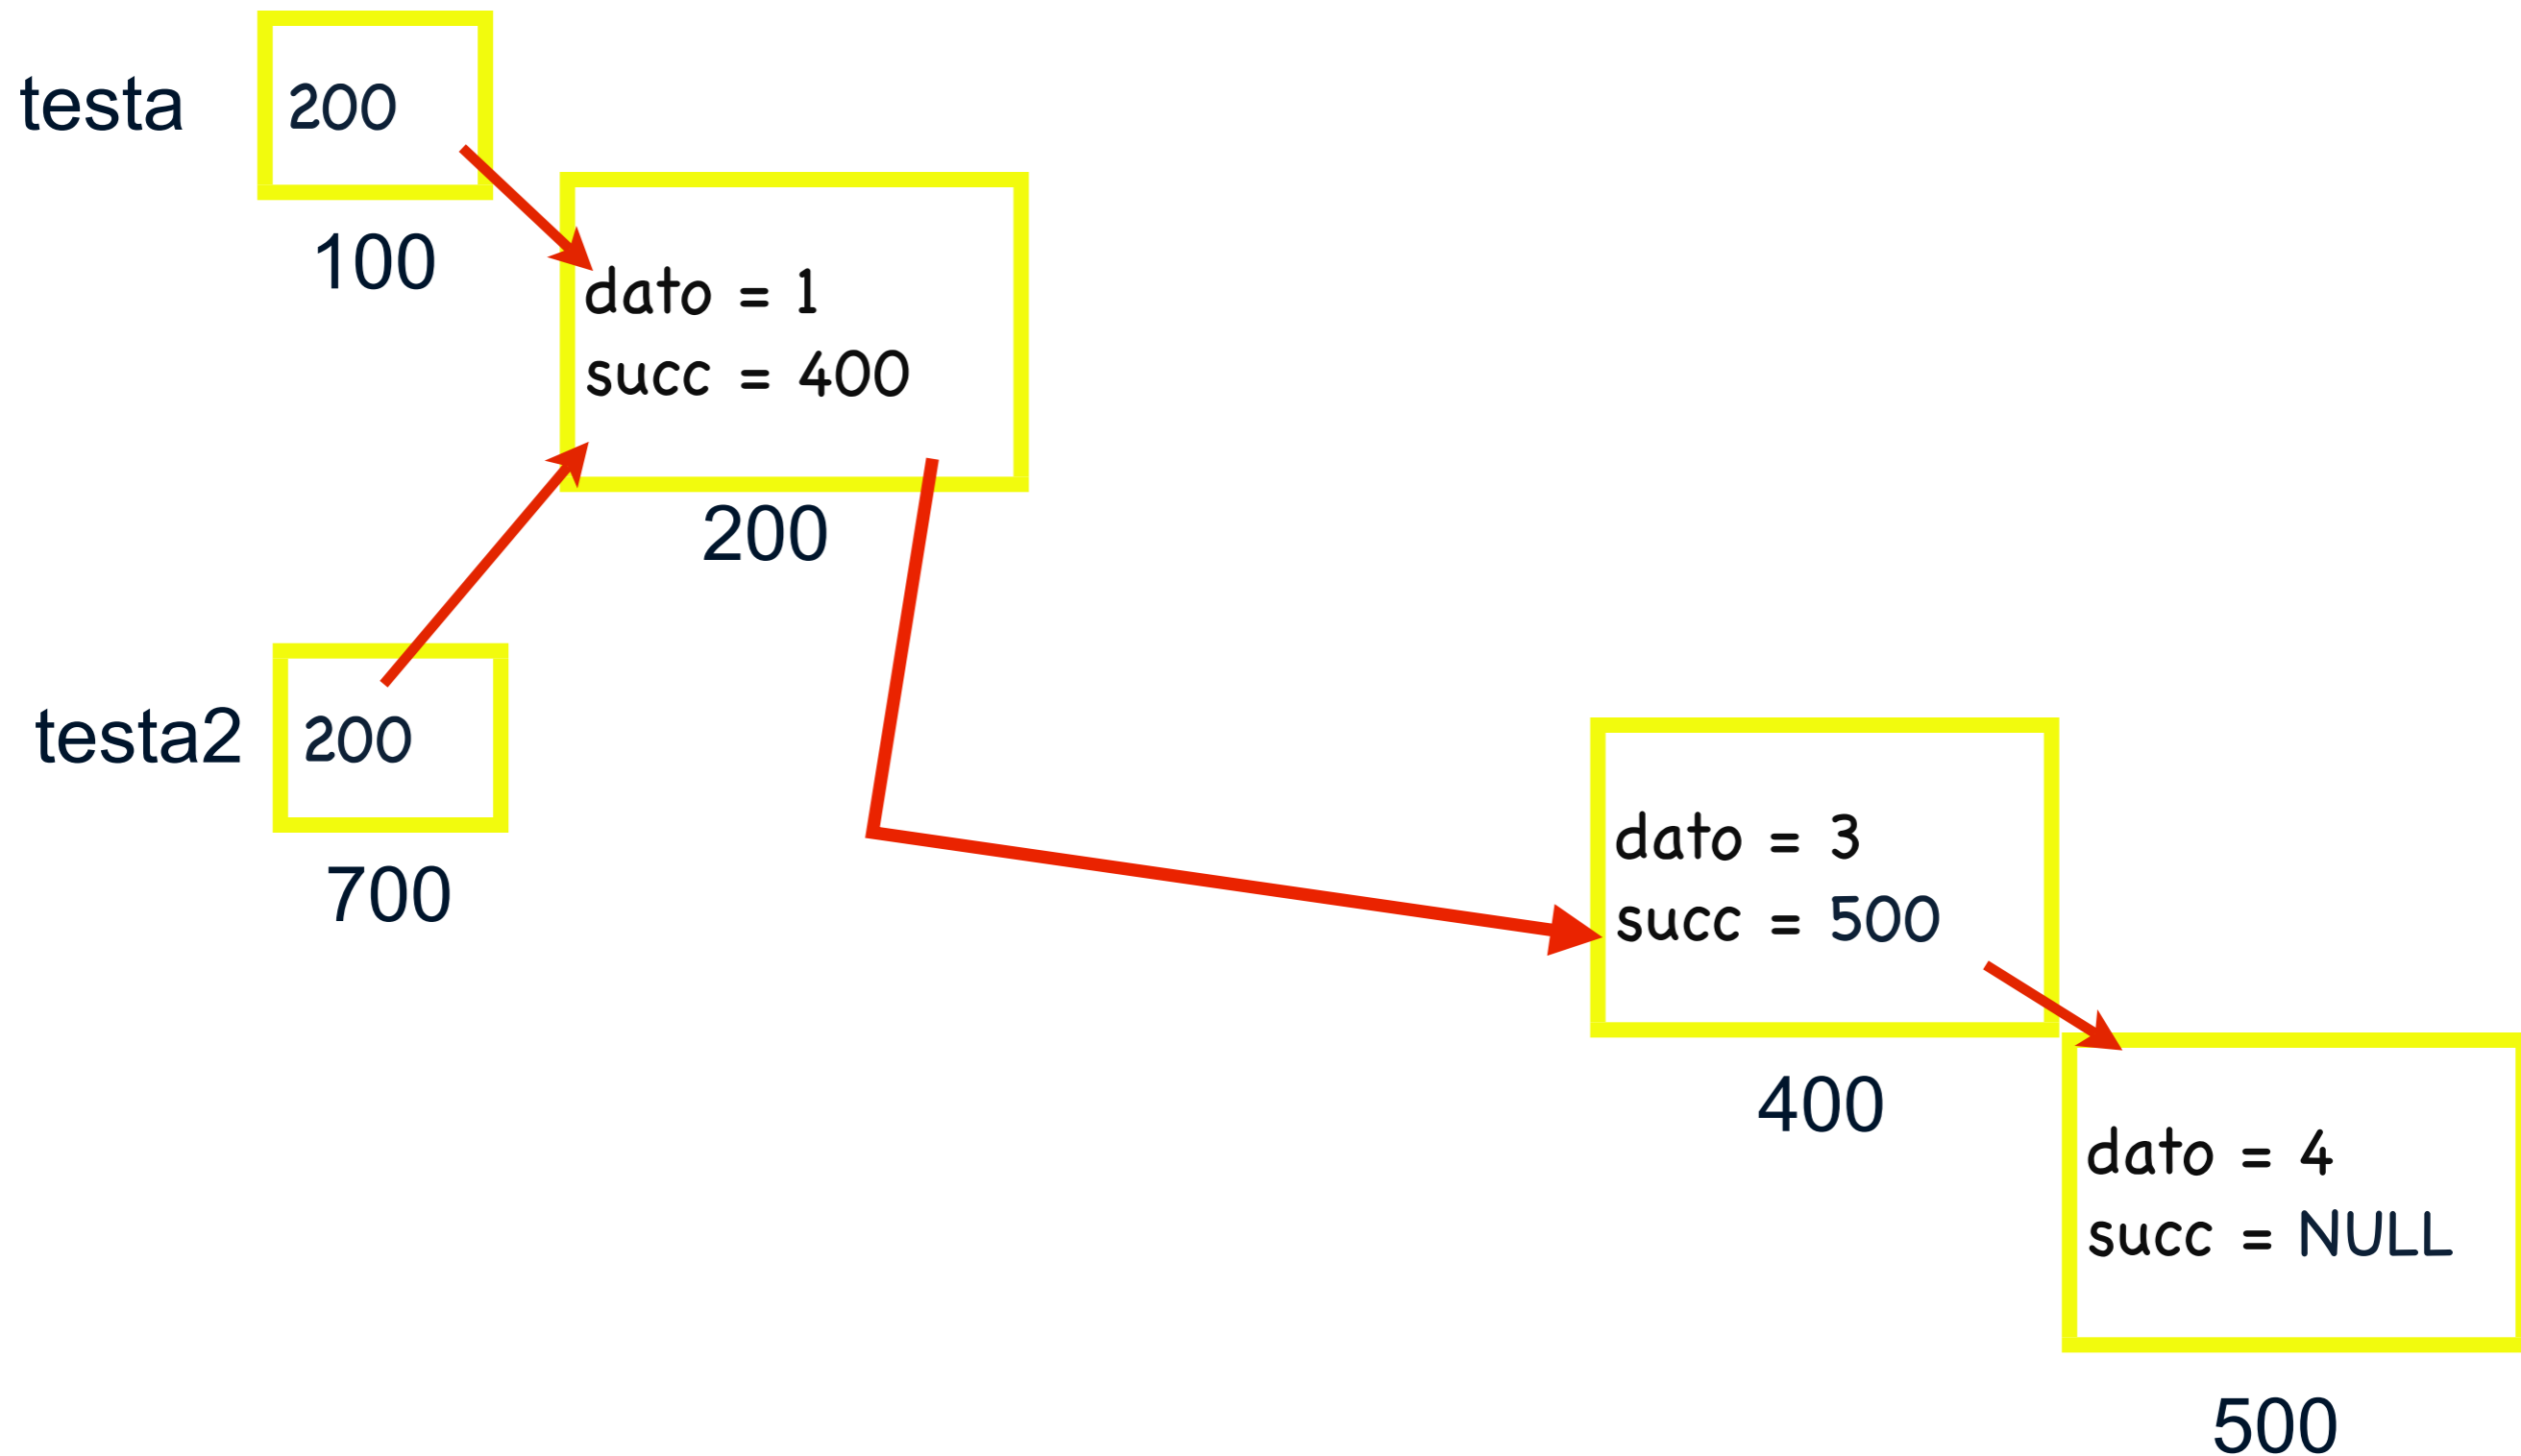 testa
200
100
dato = 1
succ = 400
200
testa2
200
700
dato = 3
succ = 500
400
dato = 4
succ = NULL
500